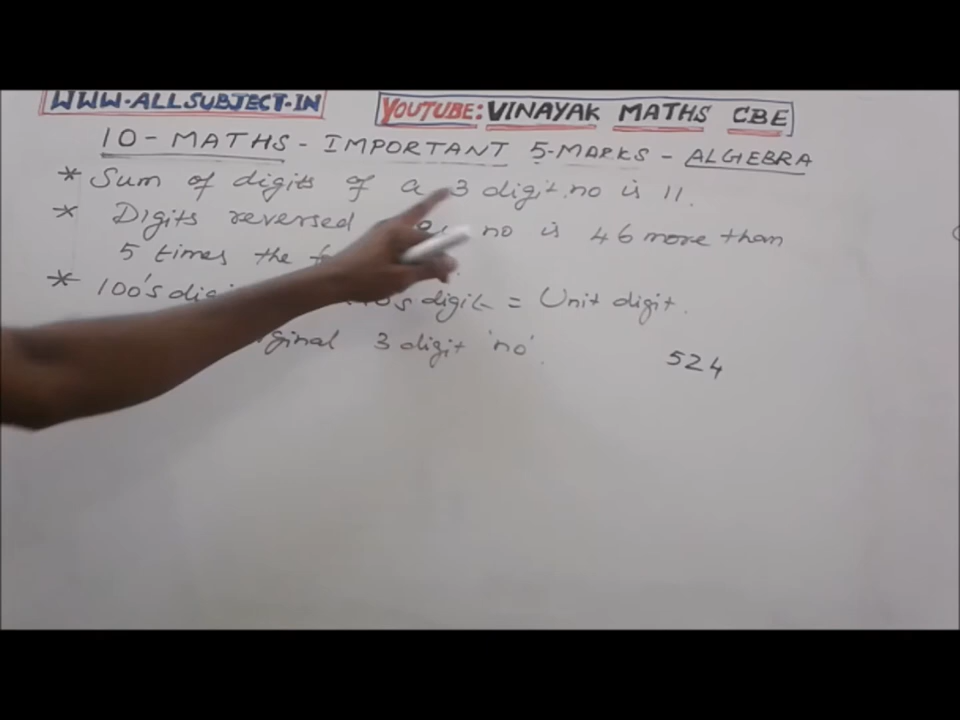 WWW-ALLSUBJECT-IN
YOUTUBE: VINAYAK MATHS CBE
10- MATHS - IMPORTANT 5-MARKS - ALGEBRA
* Sum of digits of a 3 digit no is 11.
* Digits reversed no is 46 more than
5 times the
* 100's digit = Unit digit.
3 digit 'no'.
524